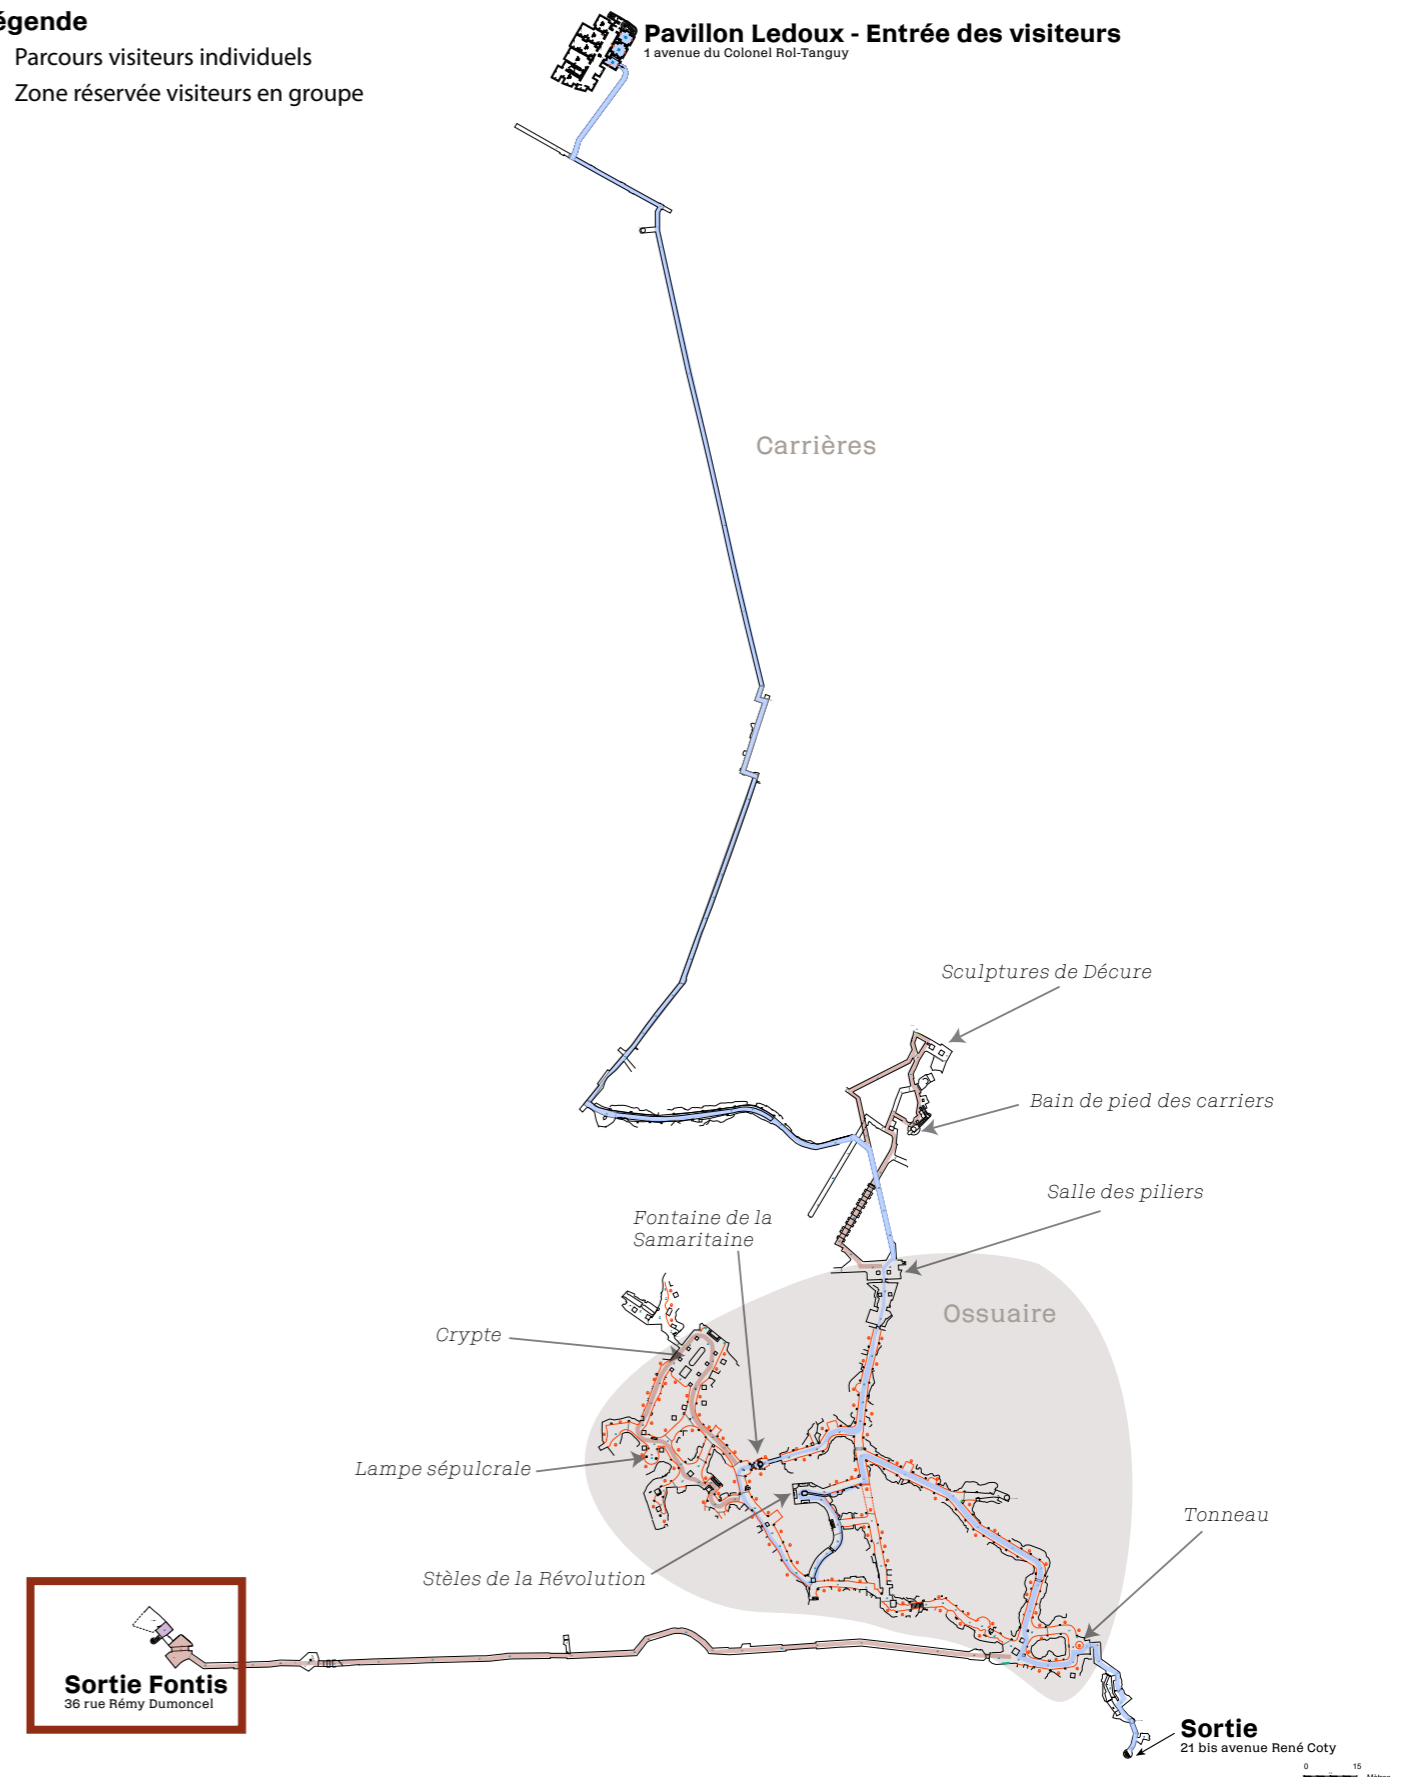 égende
Parcours visiteurs individuels
Zone réservée visiteurs en groupe
Pavillon Ledoux - Entrée des visiteurs
1 avenue du Colonel Rol-Tanguy
Carrières
Sculptures de Décure
Bain de pied des carriers
Salle des piliers
Fontaine de la
Samaritaine
Ossuaire
Crypte
Lampe sépulcrale
Tonneau
Stèles de la Révolution
Sortie Fontis
36 rue Rémy Dumoncel
Sortie
21 bis avenue René Coty
0 15
Mètres